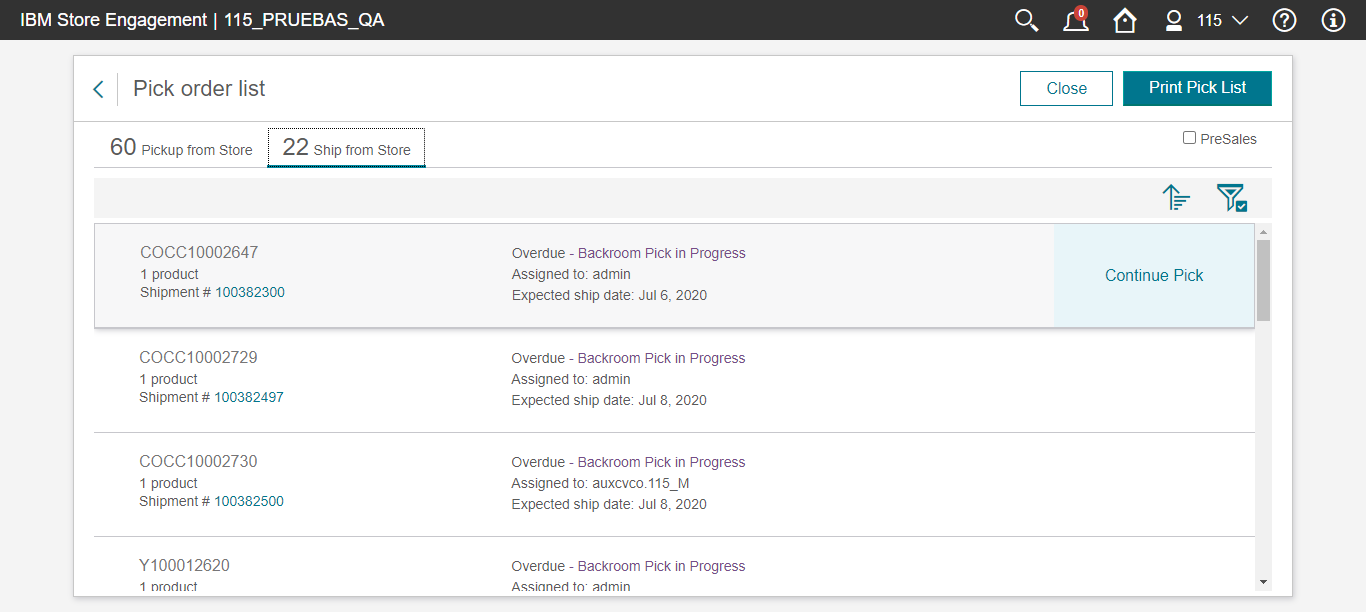 IBM Store Engagement | 115_PRUEBAS_QA
0
115
Pick order list
Close
Print Pick List
60 Pickup from Store
22 Ship from Store
PreSales
COCC10002647
1 product
Shipment # 100382300
Overdue - Backroom Pick in Progress
Assigned to: admin
Expected ship date: Jul 6, 2020
Continue Pick
COCC10002729
1 product
Shipment # 100382497
Overdue - Backroom Pick in Progress
Assigned to: admin
Expected ship date: Jul 8, 2020
COCC10002730
1 product
Shipment # 100382500
Overdue - Backroom Pick in Progress
Assigned to: auxcvco.115_M
Expected ship date: Jul 8, 2020
Y100012620
1 product
Overdue - Backroom Pick in Progress
Assigned to: admin